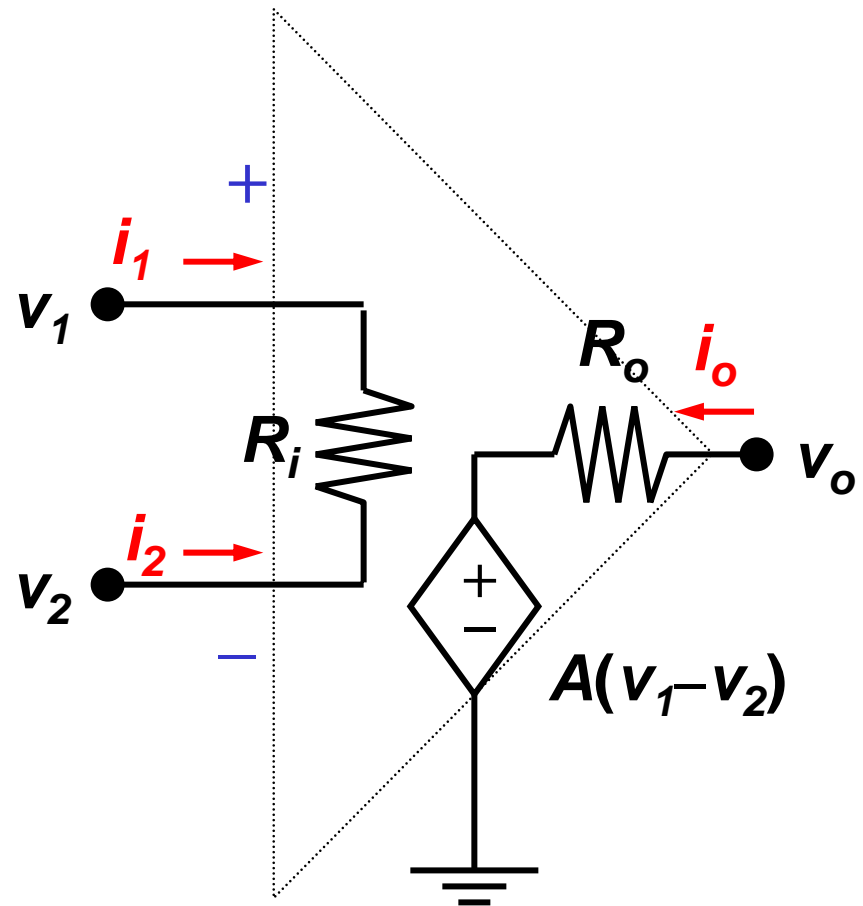 +
i₁
v₁
Rₒ
iₒ
Rᵢ
vₒ
i₂
v₂
+
−
−
A(v₁−v₂)